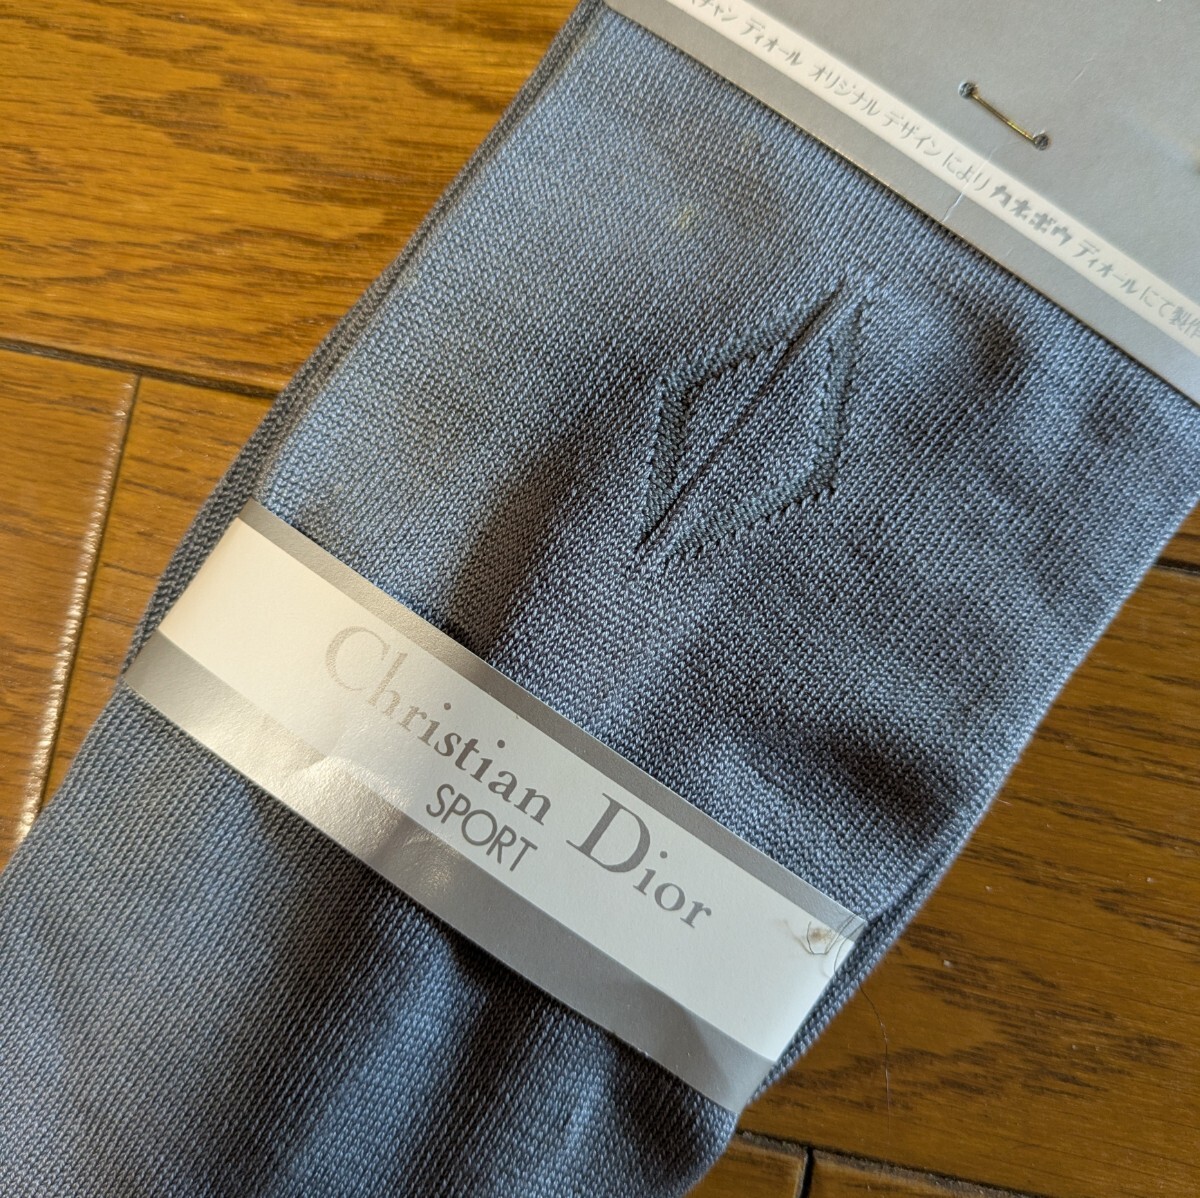 スチャン ディオール オリジナル デザインにより カネボウ ディオールにて製作
Christian Dior
SPORT